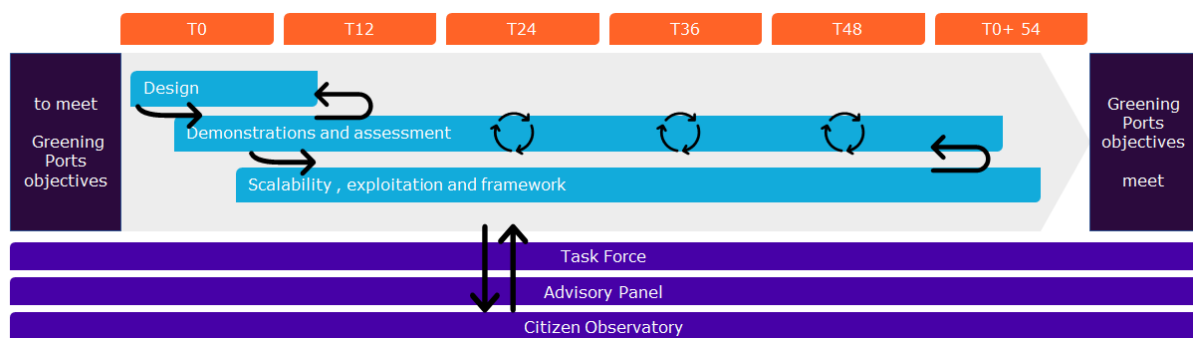 T0
T12
T24
T36
T48
T0+ 54
to meet
Greening
Ports
objectives
Design
Demonstrations and assessment
Scalability , exploitation and framework
Greening
Ports
objectives
meet
Task Force
Advisory Panel
Citizen Observatory